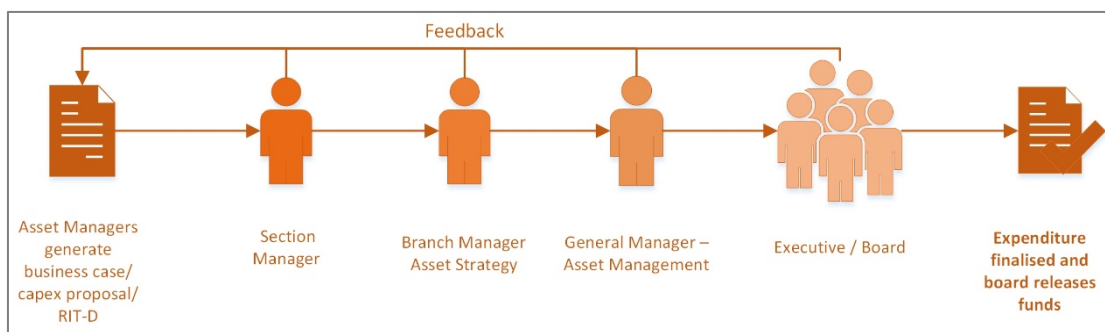 Feedback
Asset Managers
generate
business case/
capex proposal/
RIT-D
Section
Manager
Branch Manager
Asset Strategy
General Manager –
Asset Management
Executive / Board
Expenditure
finalised and
board releases
funds